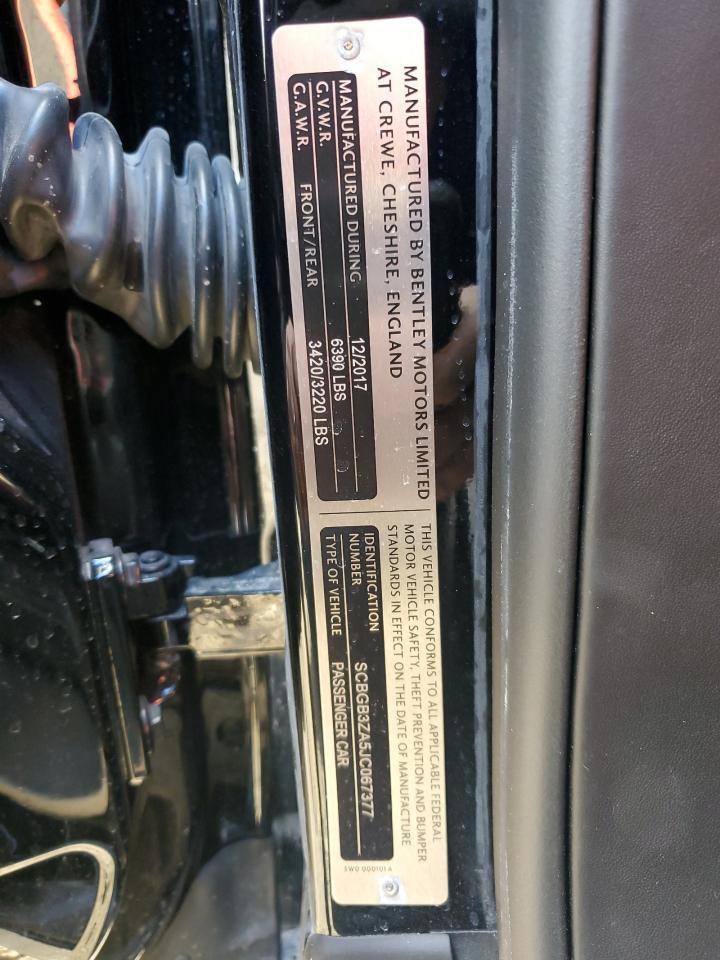 MANUFACTURED BY BENTLEY MOTORS LIMITED
AT CREWE, CHESHIRE, ENGLAND
MANUFACTURED DURING 12/2017
G.V.W.R. 6390 LBS
G.A.W.R. FRONT/REAR 3420/3220 LBS
THIS VEHICLE CONFORMS TO ALL APPLICABLE FEDERAL
MOTOR VEHICLE SAFETY, THEFT PREVENTION AND BUMPER
STANDARDS IN EFFECT ON THE DATE OF MANUFACTURE
IDENTIFICATION
NUMBER SCBGB3ZA5JC067377
TYPE OF VEHICLE PASSENGER CAR
3W0 000101A